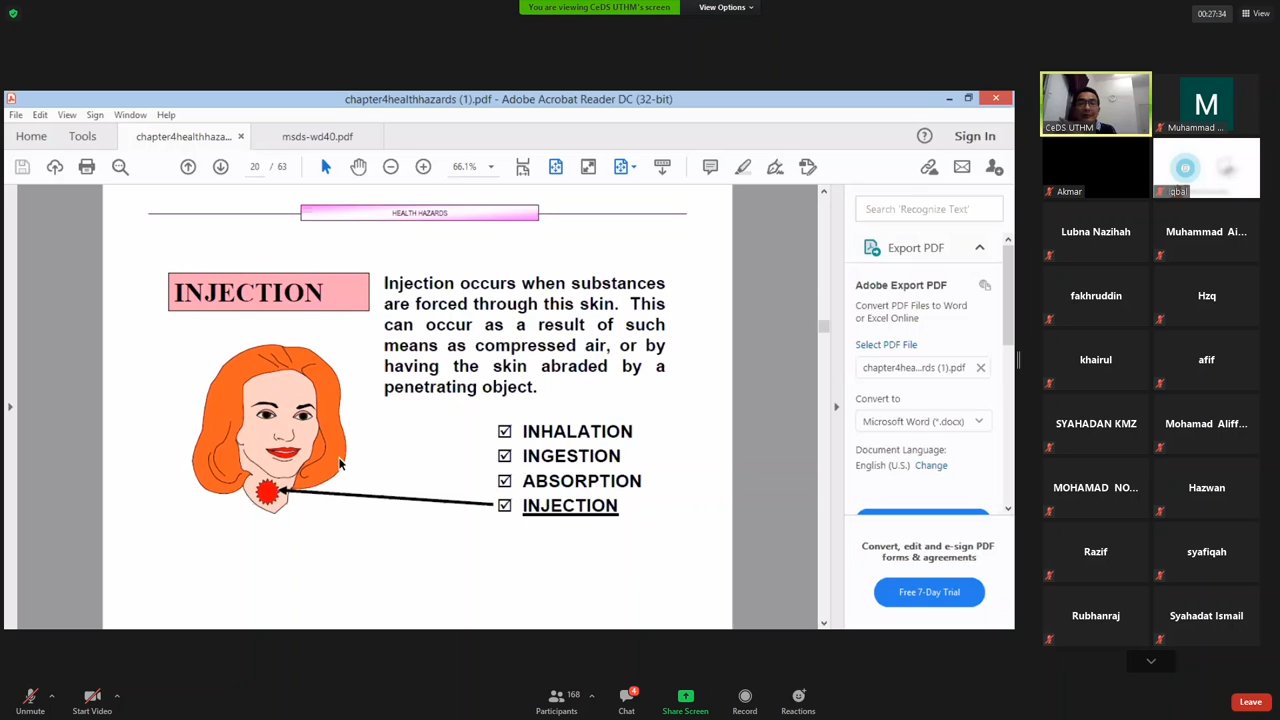 You are viewing CeDS UTHM's screen
View Options
00:27:34
View
chapter4healthhazards (1).pdf - Adobe Acrobat Reader DC (32-bit)
File Edit View Sign Window Help
Home Tools chapter4healthhaza... msds-wd40.pdf Sign In
20 / 63 66.1%
HEALTH HAZARDS
INJECTION
Injection occurs when substances
are forced through this skin. This
can occur as a result of such
means as compressed air, or by
having the skin abraded by a
penetrating object.
INHALATION
INGESTION
ABSORPTION
INJECTION
Search 'Recognize Text'
Export PDF
Adobe Export PDF
Convert PDF Files to Word
or Excel Online
Select PDF File
chapter4hea...rds (1).pdf
Convert to
Microsoft Word (*.docx)
Document Language:
English (U.S.) Change
Convert, edit and e-sign PDF
forms & agreements
Free 7-Day Trial
CeDS UTHM
M
Muhammad ...
Akmar
Iqbal
Lubna Nazihah
Muhammad Ai...
fakhruddin
Hzq
khairul
afif
SYAHADAN KMZ
Mohamad Aliff...
MOHAMAD NO...
Hazwan
Razif
syafiqah
Rubhanraj
Syahadat Ismail
Unmute
Start Video
168
Participants
4
Chat
Share Screen
Record
Reactions
Leave